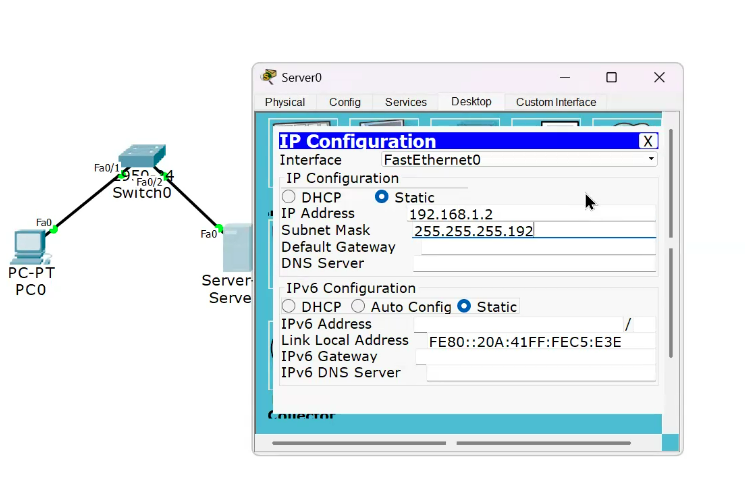 Server0
Physical Config Services Desktop Custom Interface
IP Configuration X
Interface FastEthernet0
IP Configuration
DHCP Static
IP Address 192.168.1.2
Subnet Mask 255.255.255.192
Default Gateway
DNS Server
IPv6 Configuration
DHCP Auto Config Static
IPv6 Address /
Link Local Address FE80::20A:41FF:FEC5:E3E
IPv6 Gateway
IPv6 DNS Server
Fa0/1
Fa0/2
Switch0
Fa0
PC-PT
PC0
Fa0
Server-
Serve